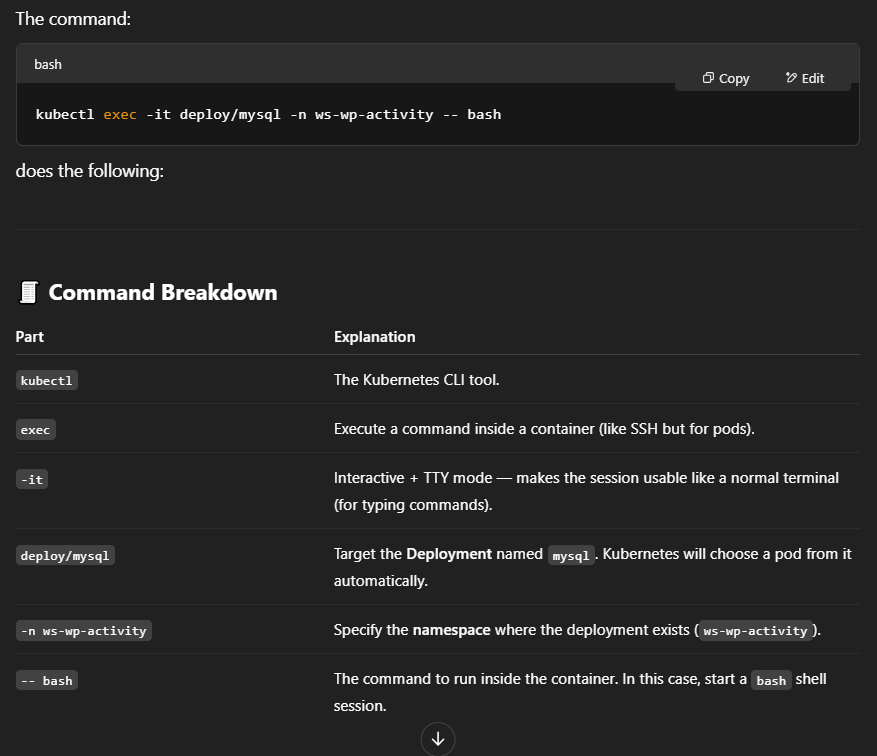 The command:
bash
Copy
Edit
kubectl exec -it deploy/mysql -n ws-wp-activity -- bash
does the following:
Command Breakdown
Part Explanation
kubectl The Kubernetes CLI tool.
exec Execute a command inside a container (like SSH but for pods).
-it Interactive + TTY mode — makes the session usable like a normal terminal
(for typing commands).
deploy/mysql Target the Deployment named mysql. Kubernetes will choose a pod from it
automatically.
-n ws-wp-activity Specify the namespace where the deployment exists (ws-wp-activity).
-- bash The command to run inside the container. In this case, start a bash shell
session.